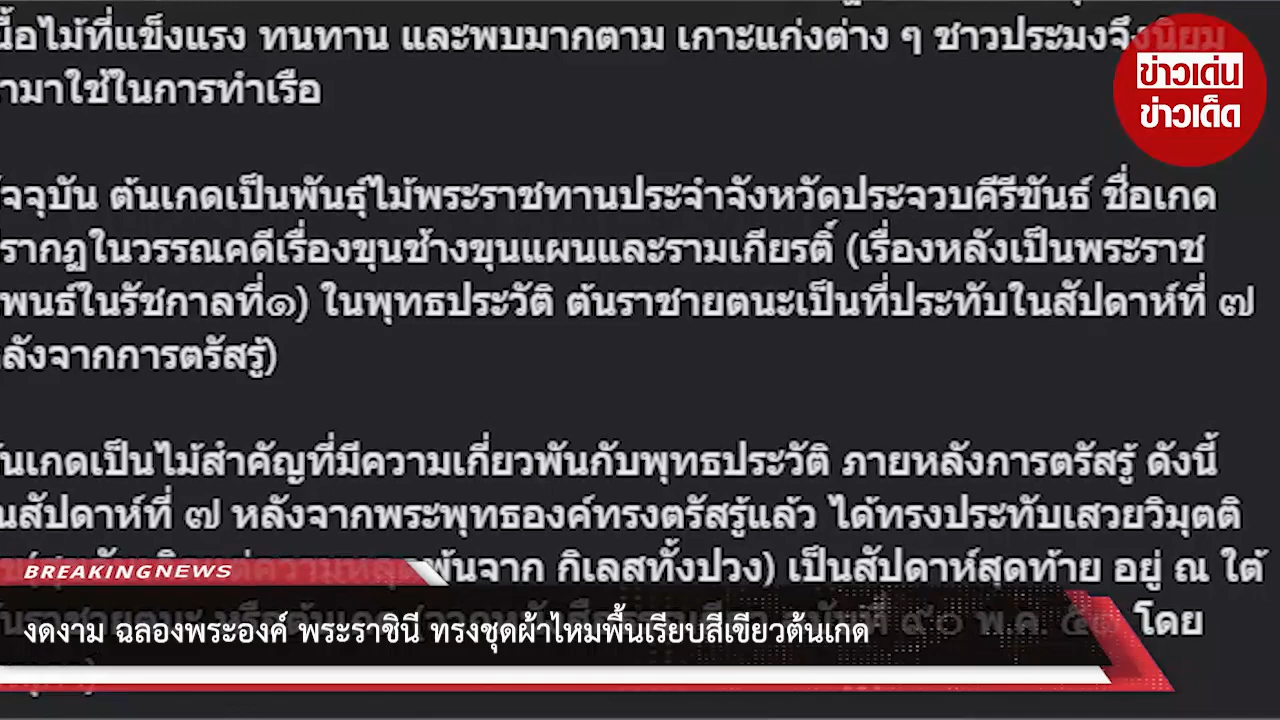 เนื้อไม้ที่แข็งแรง ทนทาน และพบมากตาม เกาะแก่งต่าง ๆ ชาวประมงจึงนิยม
ามาใช้ในการทำเรือ
ข่าวเด่น
ข่าวเด็ด
ัจจุบัน ต้นเกดเป็นพันธุ์ไม้พระราชทานประจำจังหวัดประจวบคีรีขันธ์ ชื่อเกด
รากฏในวรรณคดีเรื่องขุนช้างขุนแผนและรามเกียรติ์ (เรื่องหลังเป็นพระราช
พนธ์ในรัชกาลที่๑) ในพุทธประวัติ ต้นราชายตนะเป็นที่ประทับในสัปดาห์ที่ ๗
ลังจากการตรัสรู้)
นเกดเป็นไม้สำคัญที่มีความเกี่ยวพันกับพุทธประวัติ ภายหลังการตรัสรู้ ดังนี้
นสัปดาห์ที่ ๗ หลังจากพระพุทธองค์ทรงตรัสรู้แล้ว ได้ทรงประทับเสวยวิมุตติ
พ้นจาก กิเลสทั้งปวง) เป็นสัปดาห์สุดท้าย อยู่ ณ ใต้
โดย
BREAKING NEWS
งดงาม ฉลองพระองค์ พระราชินี ทรงชุดผ้าไหมพื้นเรียบสีเขียวต้นเกด